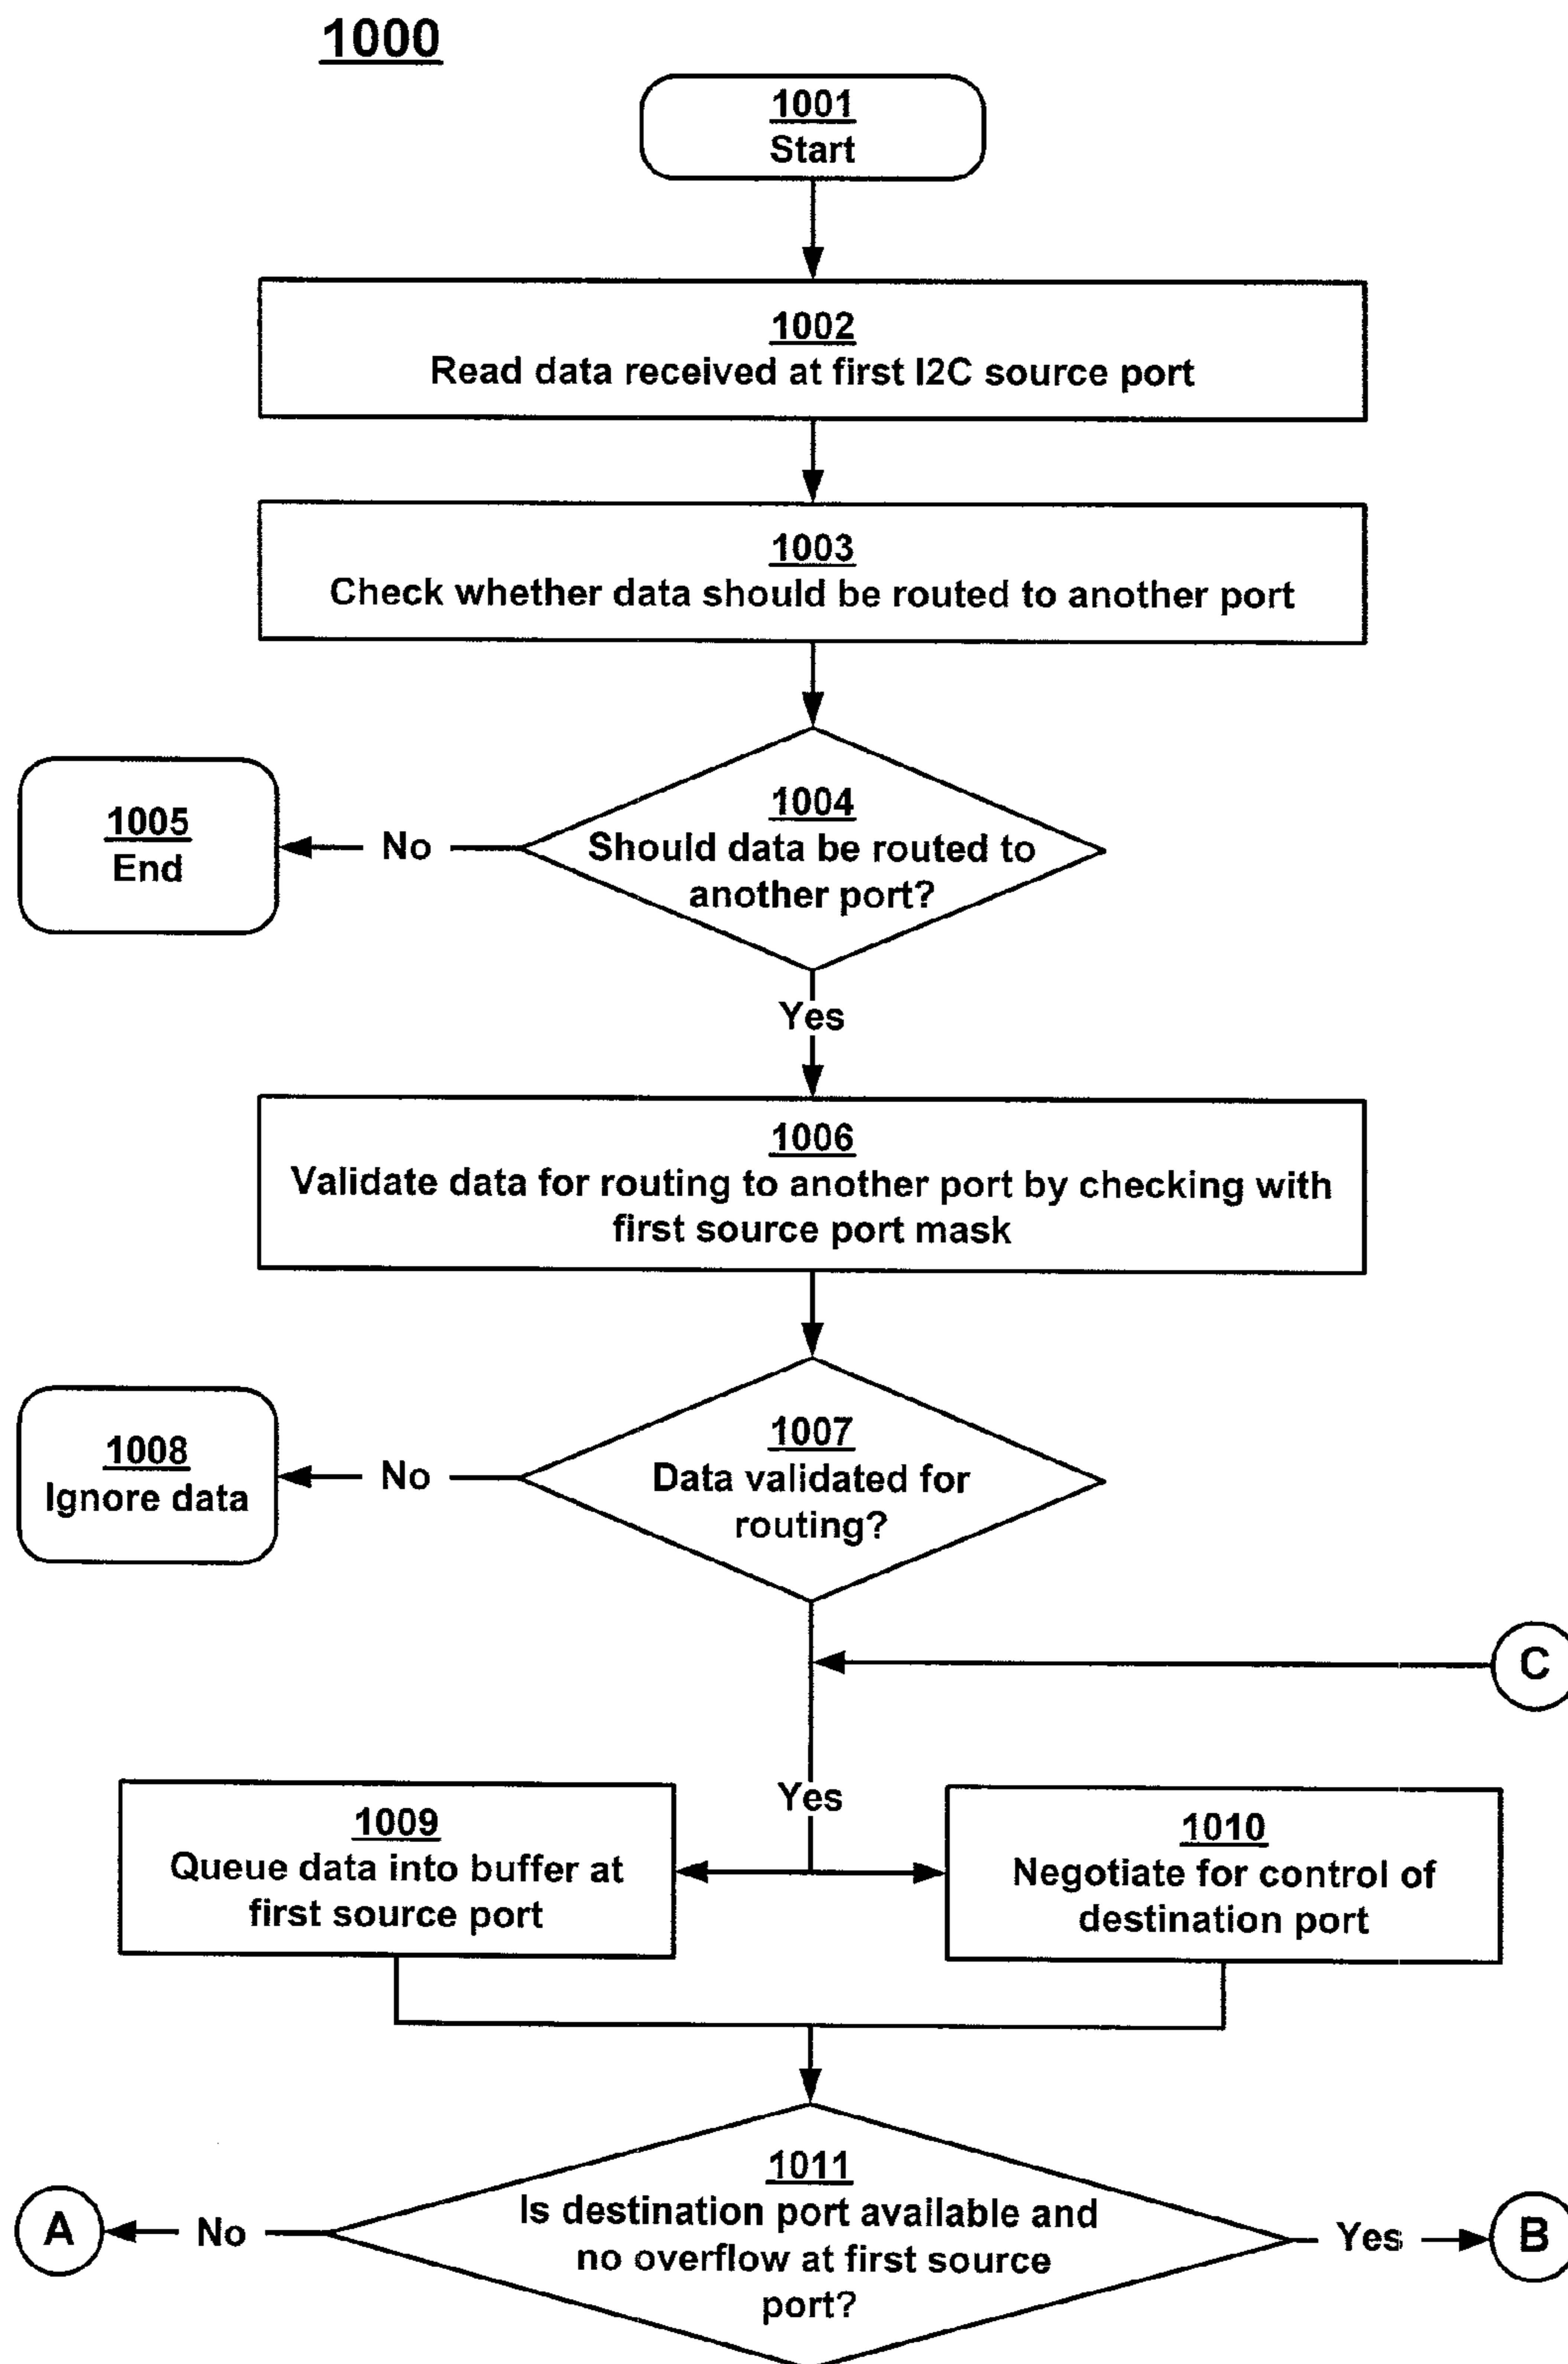 1000
1001
Start
1002
Read data received at first I2C source port
1003
Check whether data should be routed to another port
1004
Should data be routed to
another port?
No
1005
End
Yes
1006
Validate data for routing to another port by checking with
first source port mask
1007
Data validated for
routing?
No
1008
Ignore data
C
Yes
1009
Queue data into buffer at
first source port
1010
Negotiate for control of
destination port
1011
Is destination port available and
no overflow at first source
port?
No
A
Yes
B